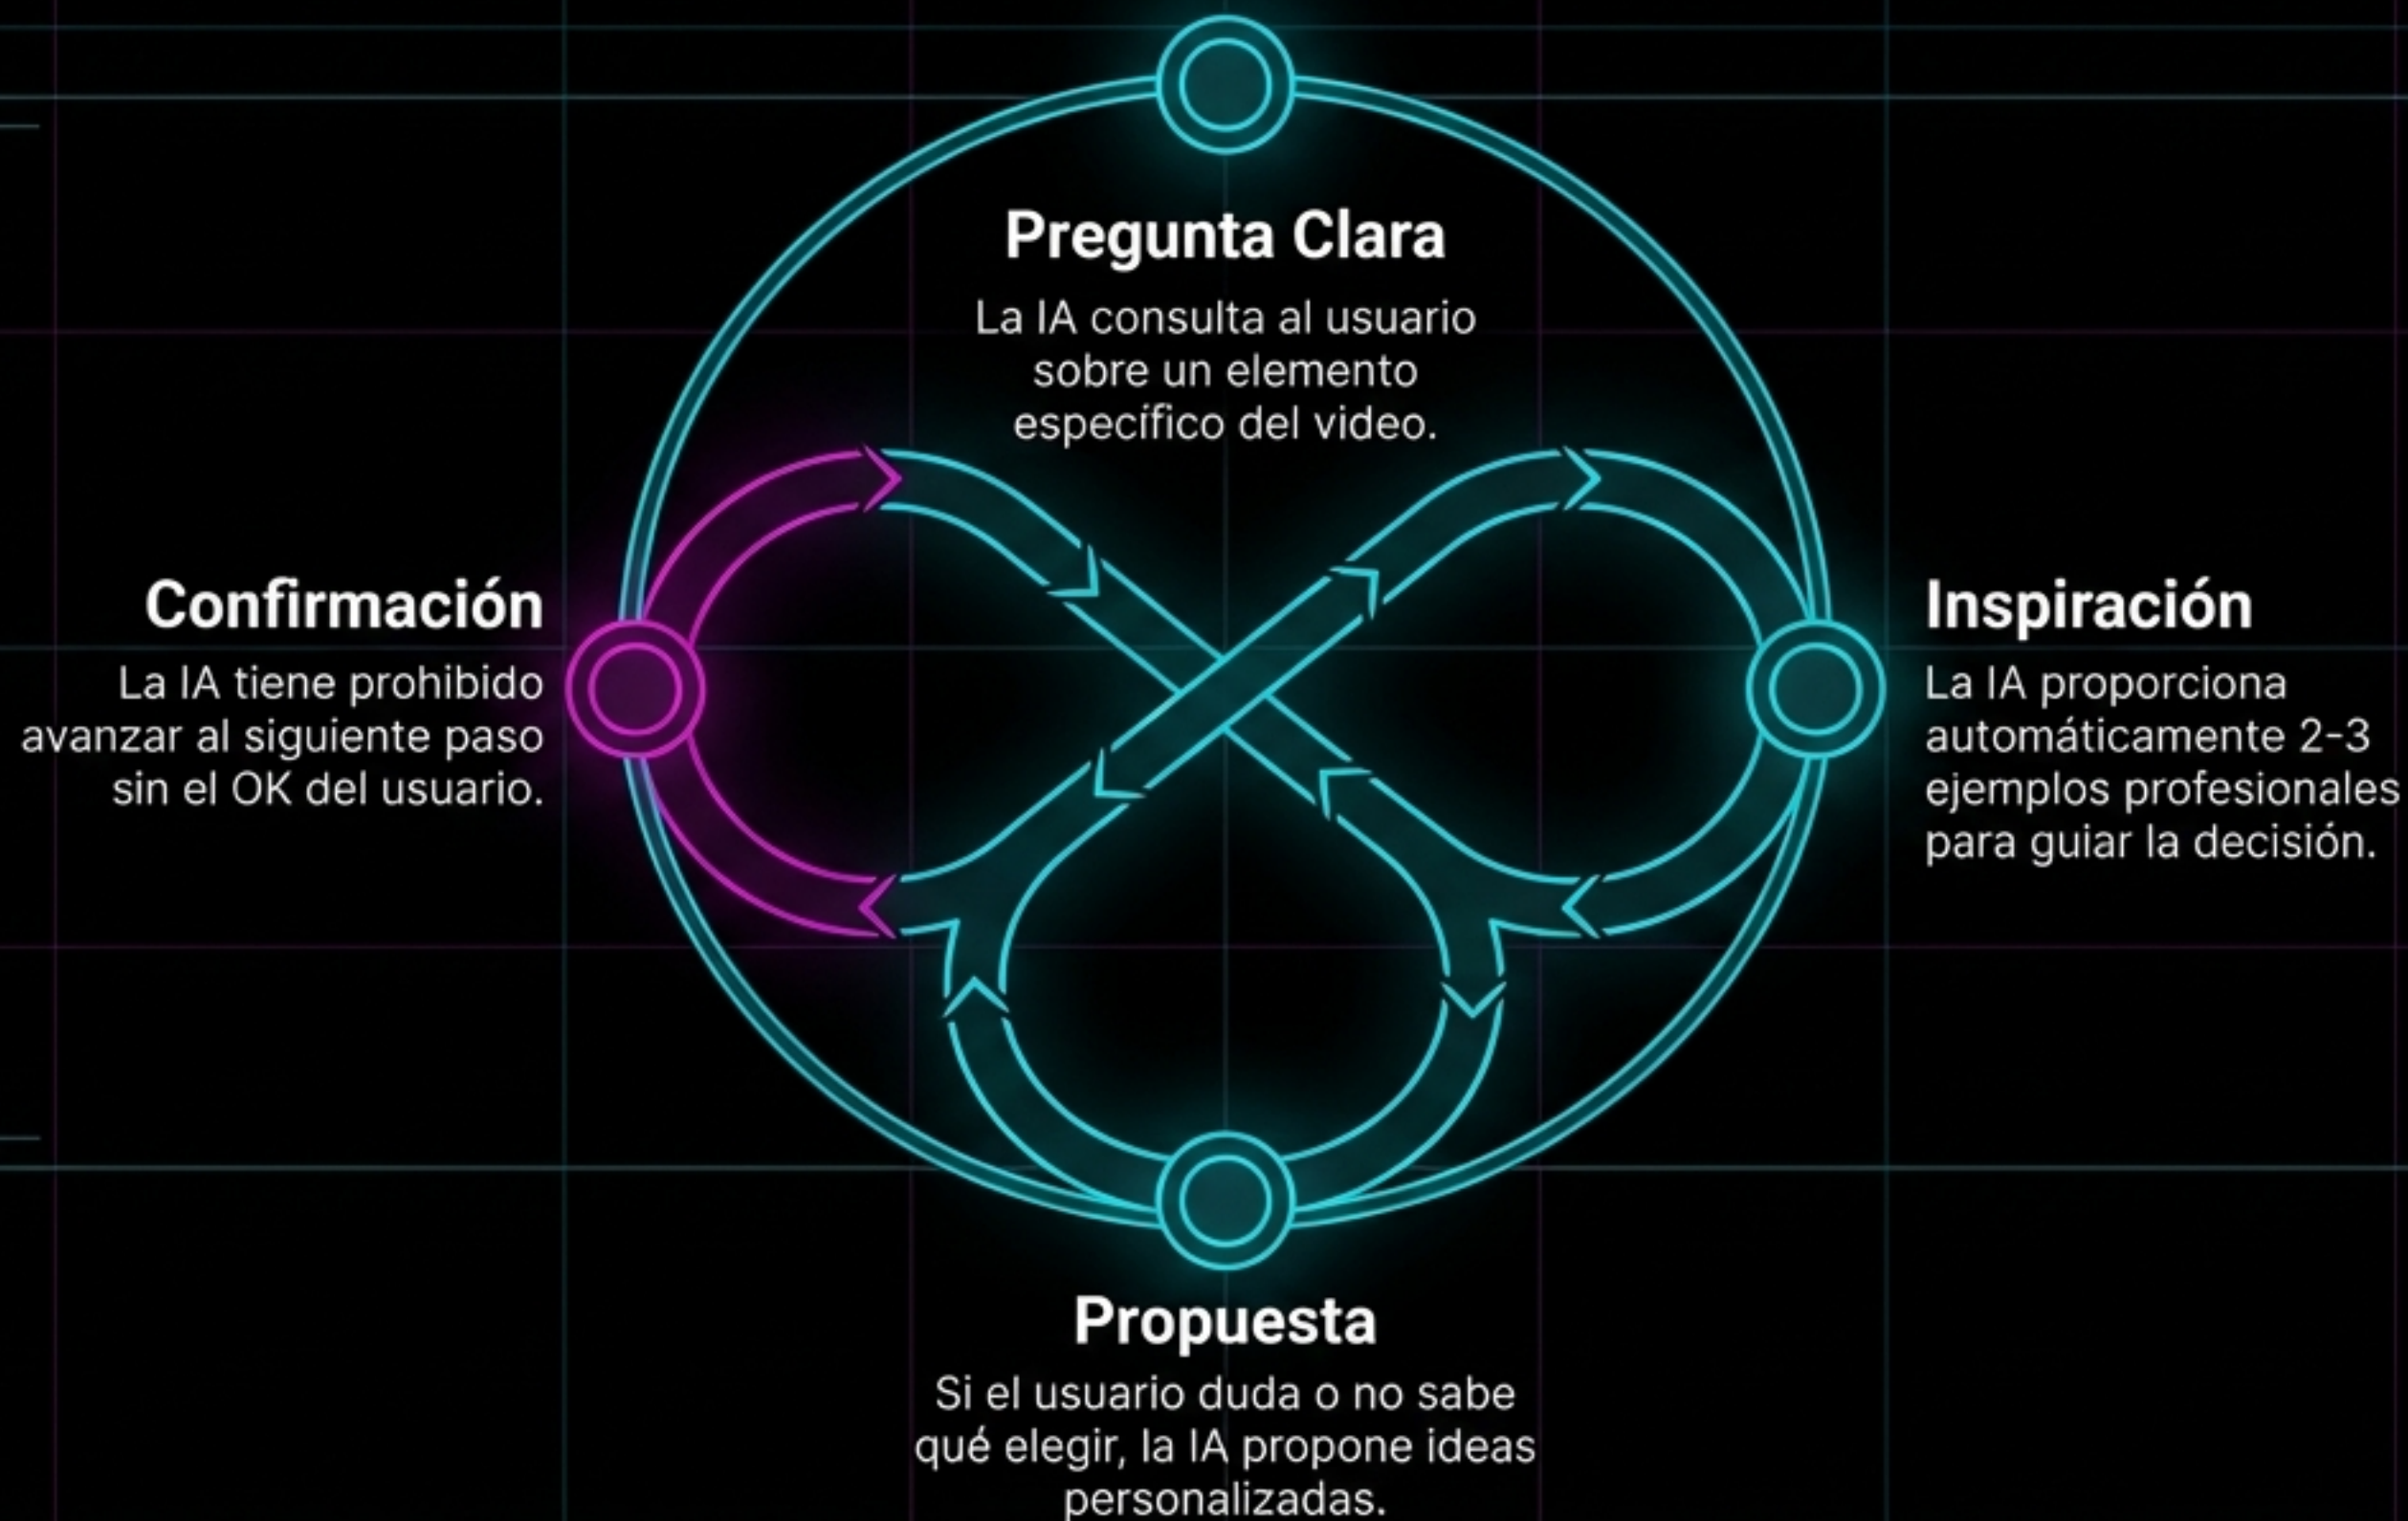 Pregunta Clara
La IA consulta al usuario
sobre un elemento
específico del video.
Confirmación
La IA tiene prohibido
avanzar al siguiente paso
sin el OK del usuario.
Inspiración
La IA proporciona
automáticamente 2-3
ejemplos profesionales
para guiar la decisión.
Propuesta
Si el usuario duda o no sabe
qué elegir, la IA propone ideas
personalizadas.